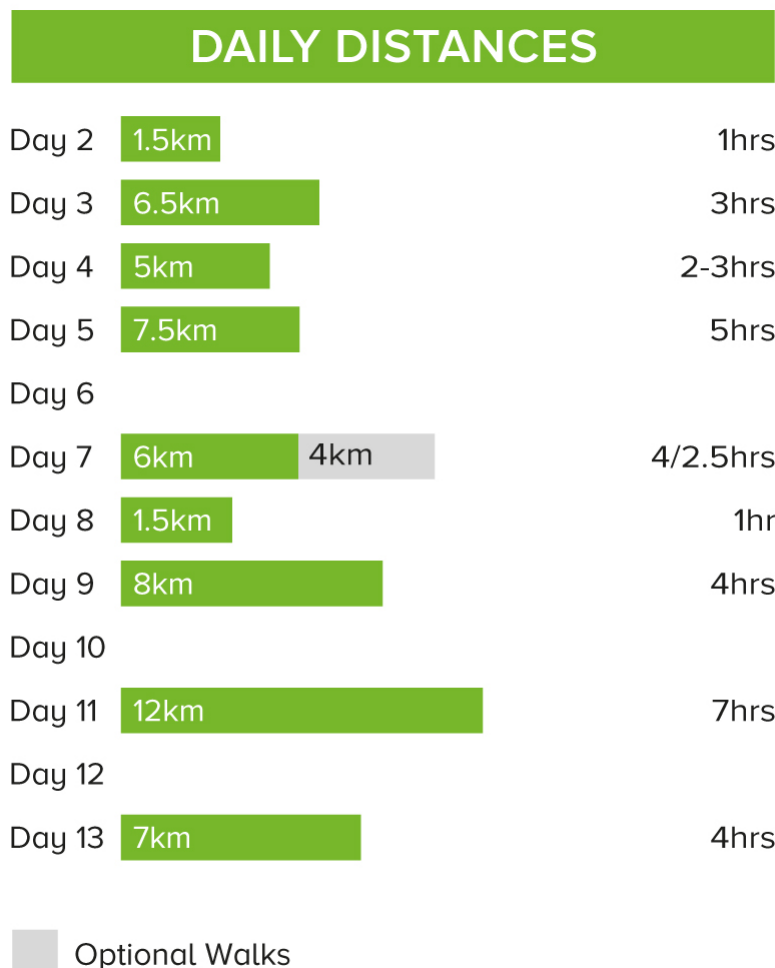 DAILY DISTANCES
Day 2 1.5km 1hrs
Day 3 6.5km 3hrs
Day 4 5km 2-3hrs
Day 5 7.5km 5hrs
Day 6
Day 7 6km 4km 4/2.5hrs
Day 8 1.5km 1hr
Day 9 8km 4hrs
Day 10
Day 11 12km 7hrs
Day 12
Day 13 7km 4hrs
Optional Walks